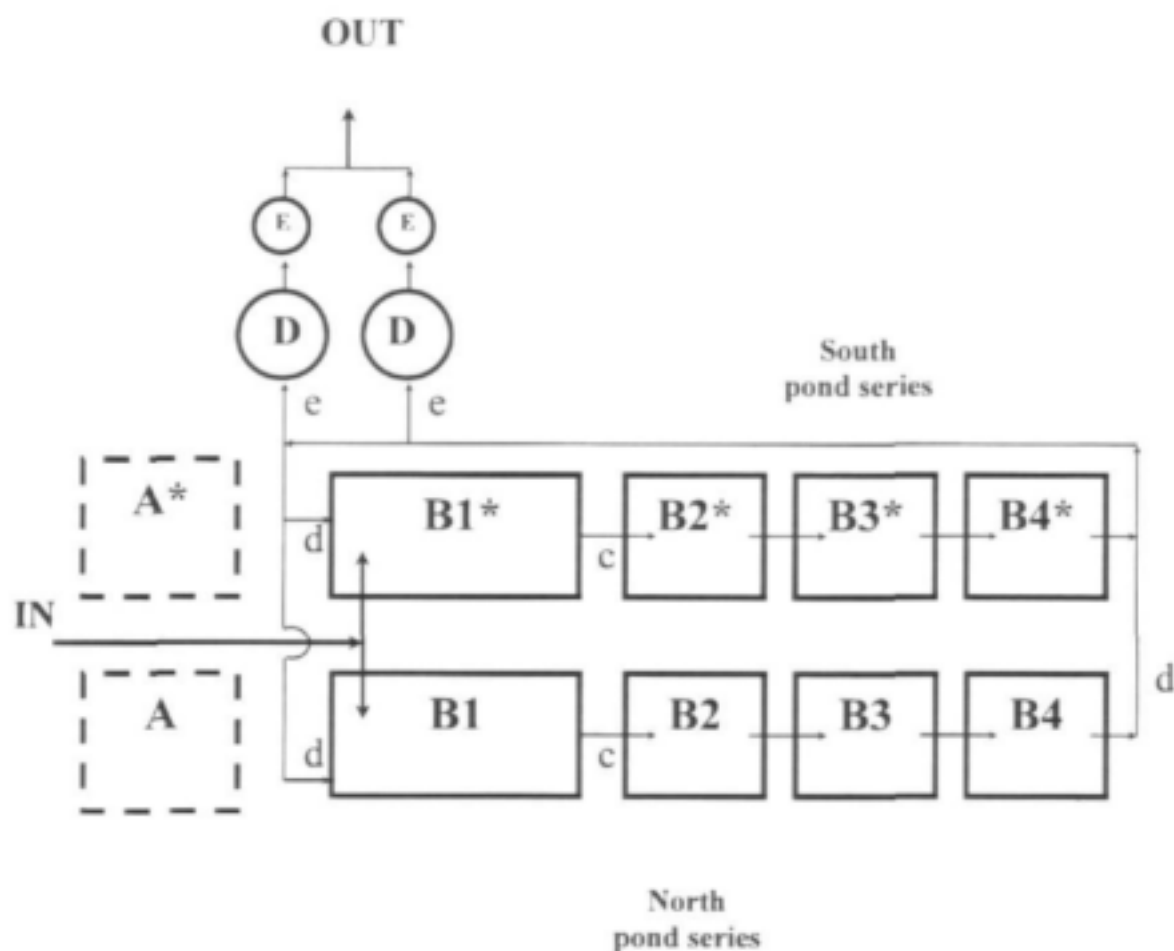 OUT
E E
D D
South
pond series
e e
A* B1* B2* B3* B4*
d c
IN
A B1 B2 B3 B4
d
d c
North
pond series